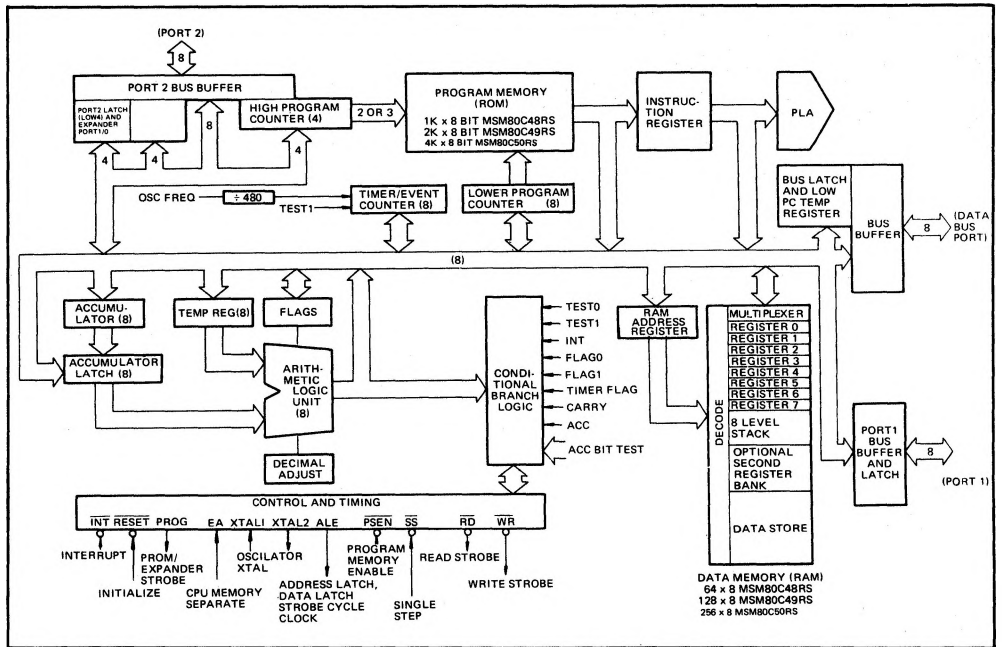 (PORT 2)
8
PORT 2 BUS BUFFER
PORT2 LATCH
(LOW4) AND
EXPANDER
PORT1/0
8
4
4
HIGH PROGRAM
COUNTER (4)
4
2 OR 3
PROGRAM MEMORY
(ROM)
1K x 8 BIT MSM80C48RS
2K x 8 BIT MSM80C49RS
4K x 8 BIT MSM80C50RS
INSTRUC-
TION
REGISTER
PLA
OSC FREQ
÷ 480
TEST1
TIMER/EVENT
COUNTER (8)
LOWER PROGRAM
COUNTER (8)
BUS LATCH
AND LOW
PC TEMP
REGISTER
BUS
BUFFER
8
(DATA
BUS
PORT)
(8)
ACCUMU-
LATOR (8)
TEMP REG(8)
FLAGS
ACCUMULATOR
LATCH (8)
ARITH-
METIC
LOGIC
UNIT
(8)
DECIMAL
ADJUST
CONDI-
TIONAL
BRANCH
LOGIC
TEST0
TEST1
INT
FLAG0
FLAG1
TIMER FLAG
CARRY
ACC
ACC BIT TEST
RAM
ADDRESS
REGISTER
DECODE
MULTIPLEXER
REGISTER 0
REGISTER 1
REGISTER 2
REGISTER 3
REGISTER 4
REGISTER 5
REGISTER 6
REGISTER 7
8 LEVEL
STACK
OPTIONAL
SECOND
REGISTER
BANK
DATA STORE
DATA MEMORY (RAM)
64 x 8 MSM80C48RS
128 x 8 MSM80C49RS
256 x 8 MSM80C50RS
PORT1
BUS
BUFFER
AND
LATCH
8
(PORT 1)
CONTROL AND TIMING
INT RESET PROG EA XTAL1 XTAL2 ALE PSEN SS RD WR
INTERRUPT
INITIALIZE
PROM/
EXPANDER
STROBE
CPU MEMORY
SEPARATE
OSCILATOR
XTAL
ADDRESS LATCH,
DATA LATCH
STROBE CYCLE
CLOCK
PROGRAM
MEMORY
ENABLE
SINGLE
STEP
READ STROBE
WRITE STROBE